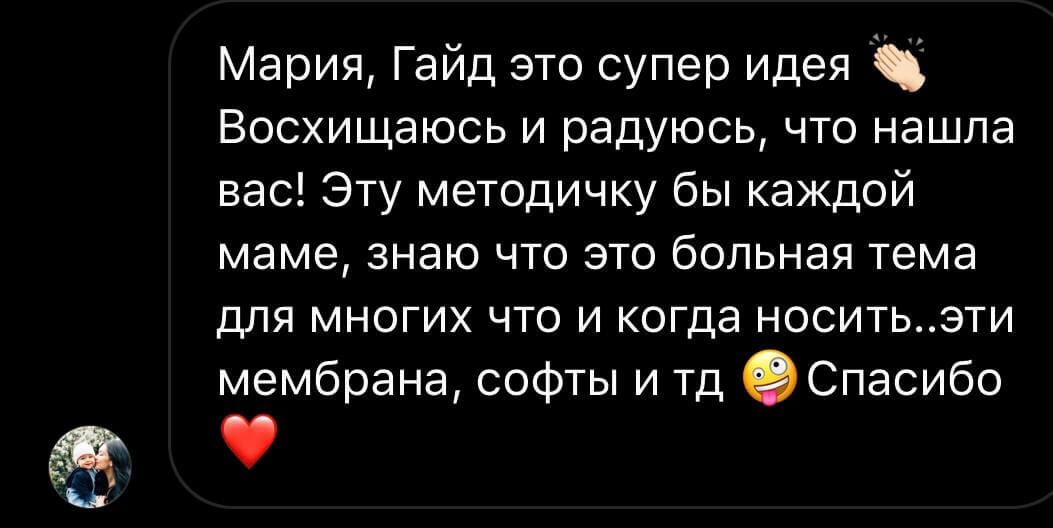 Мария, Гайд это супер идея 👏🏻
Восхищаюсь и радуюсь, что нашла
вас! Эту методичку бы каждой
маме, знаю что это больная тема
для многих что и когда носить..эти
мембрана, софты и тд 🤪Спасибо
❤️